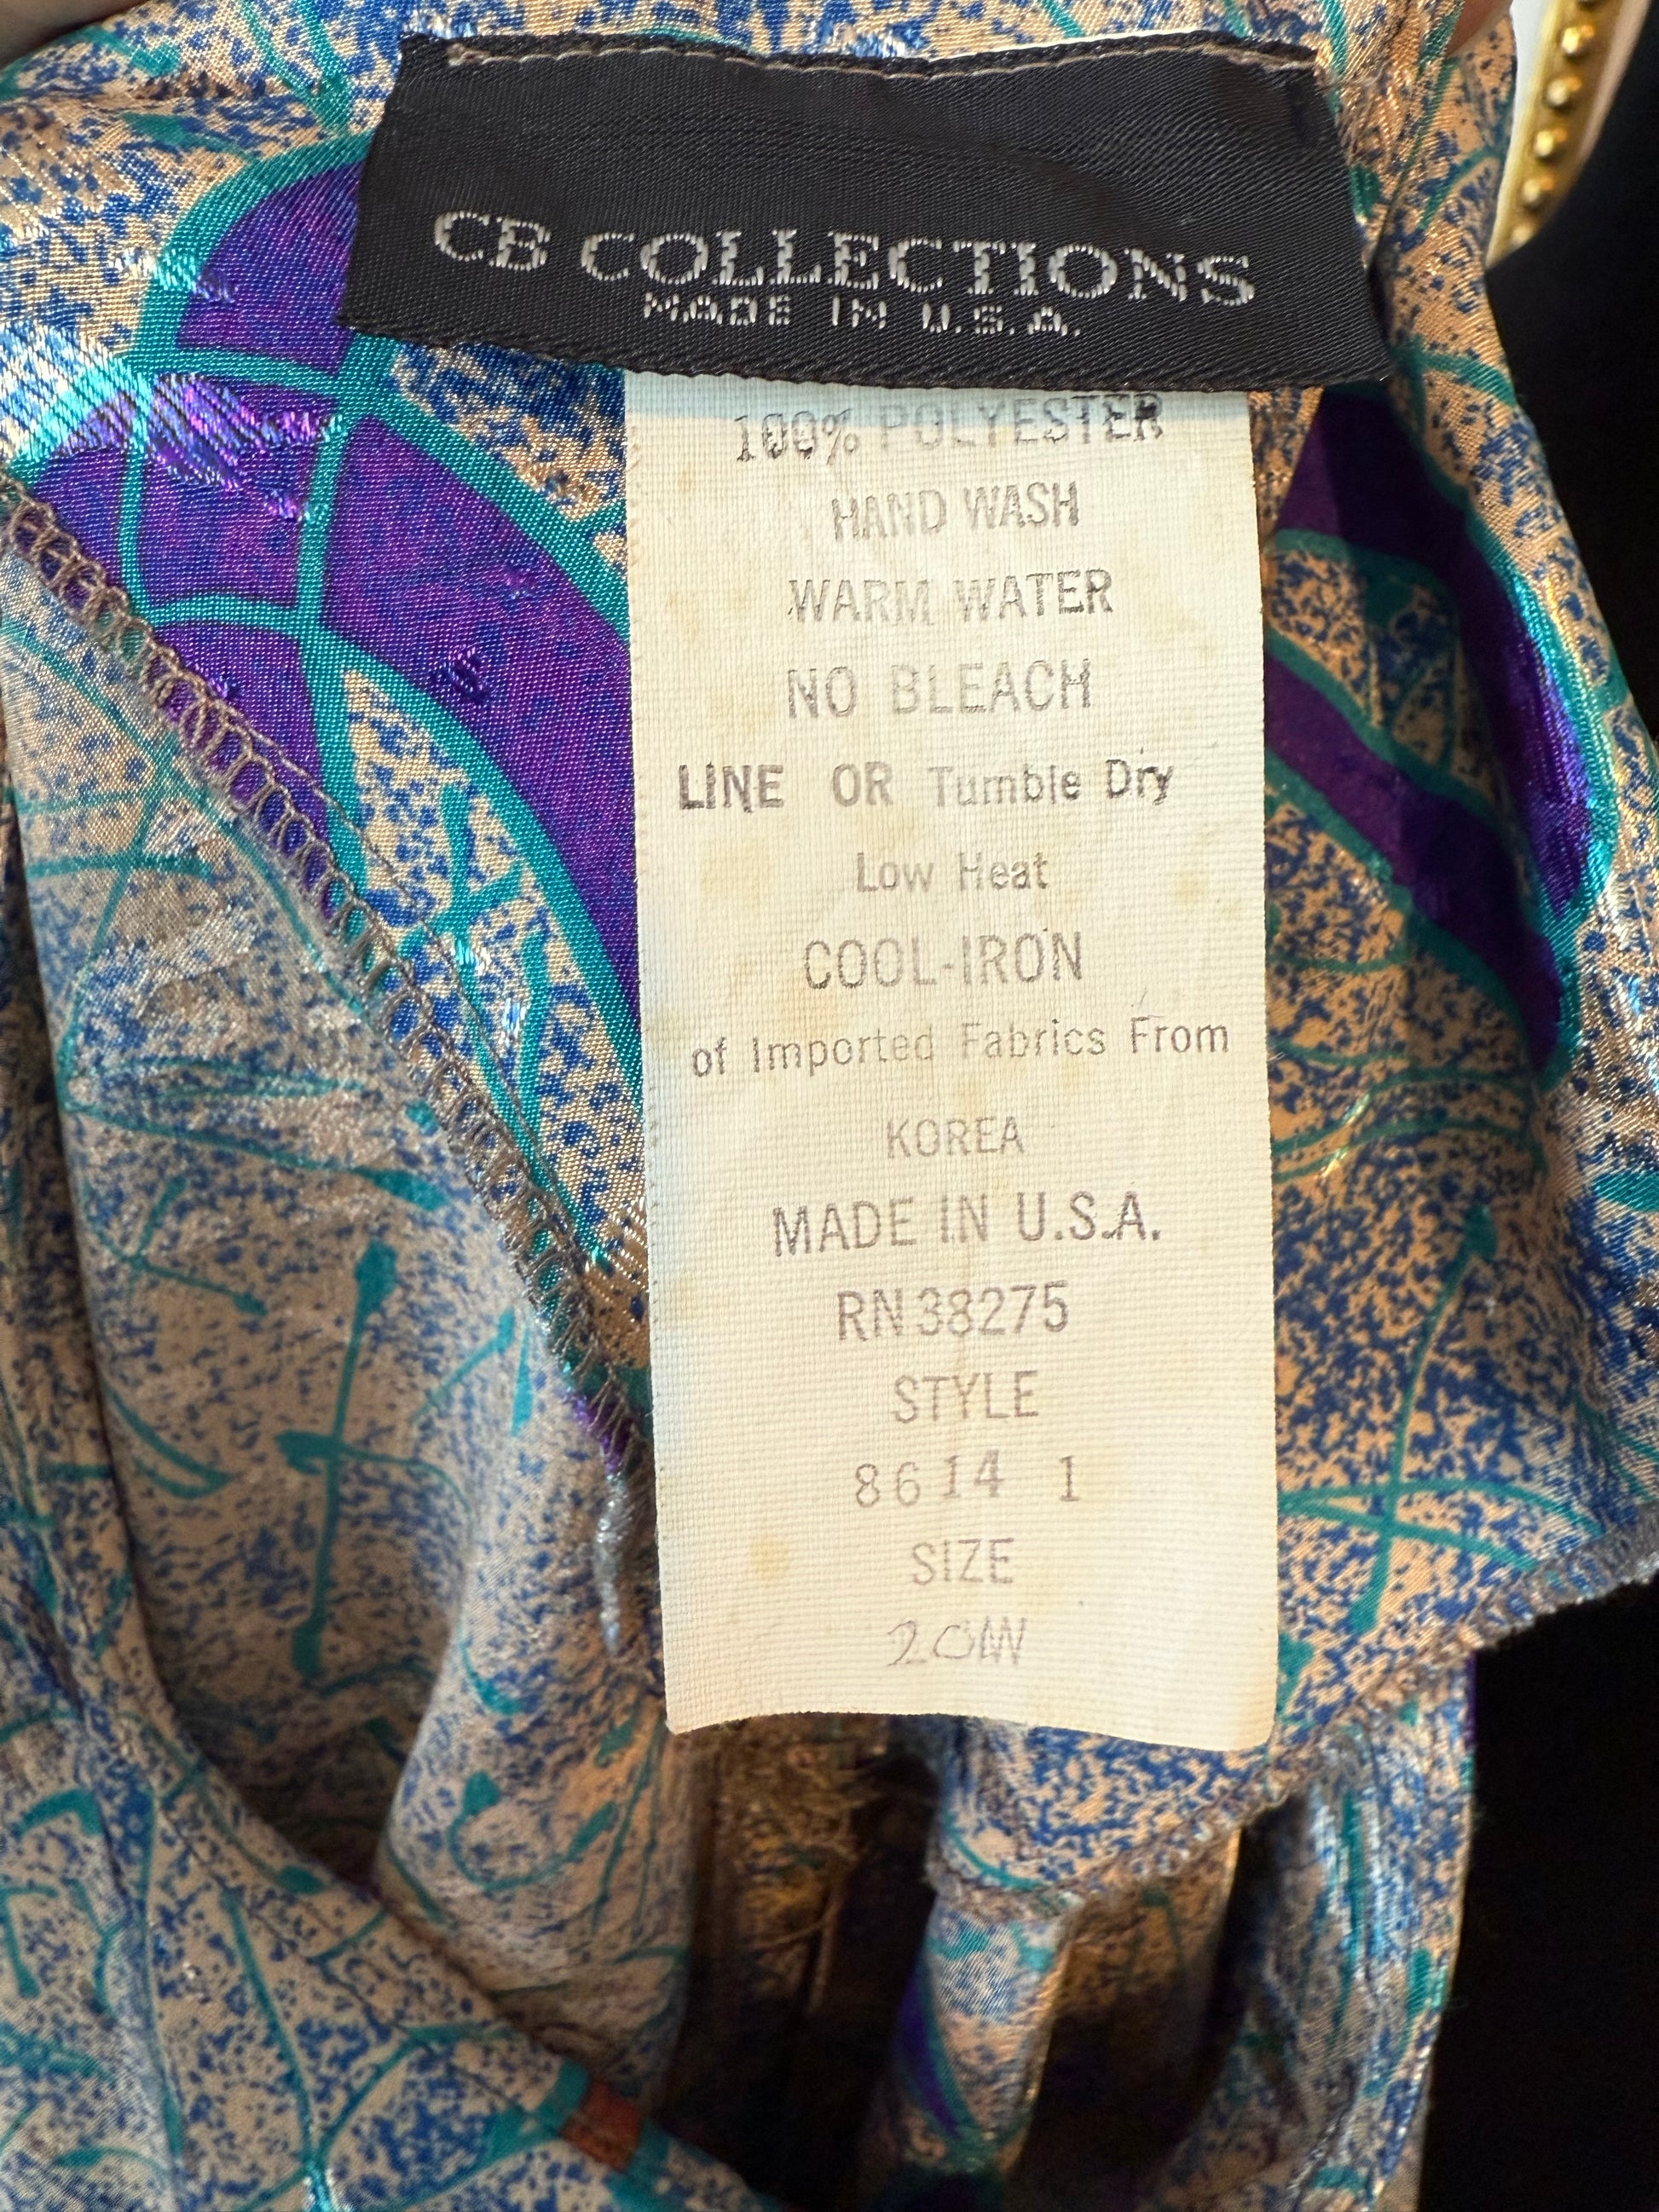 CB COLLECTIONS
MADE IN U.S.A.
100% POLYESTER
HAND WASH
WARM WATER
NO BLEACH
LINE OR Tumble Dry
Low Heat
COOL-IRON
of Imported Fabrics From
KOREA
MADE IN U.S.A.
RN 38275
STYLE
8614 1
SIZE
20W